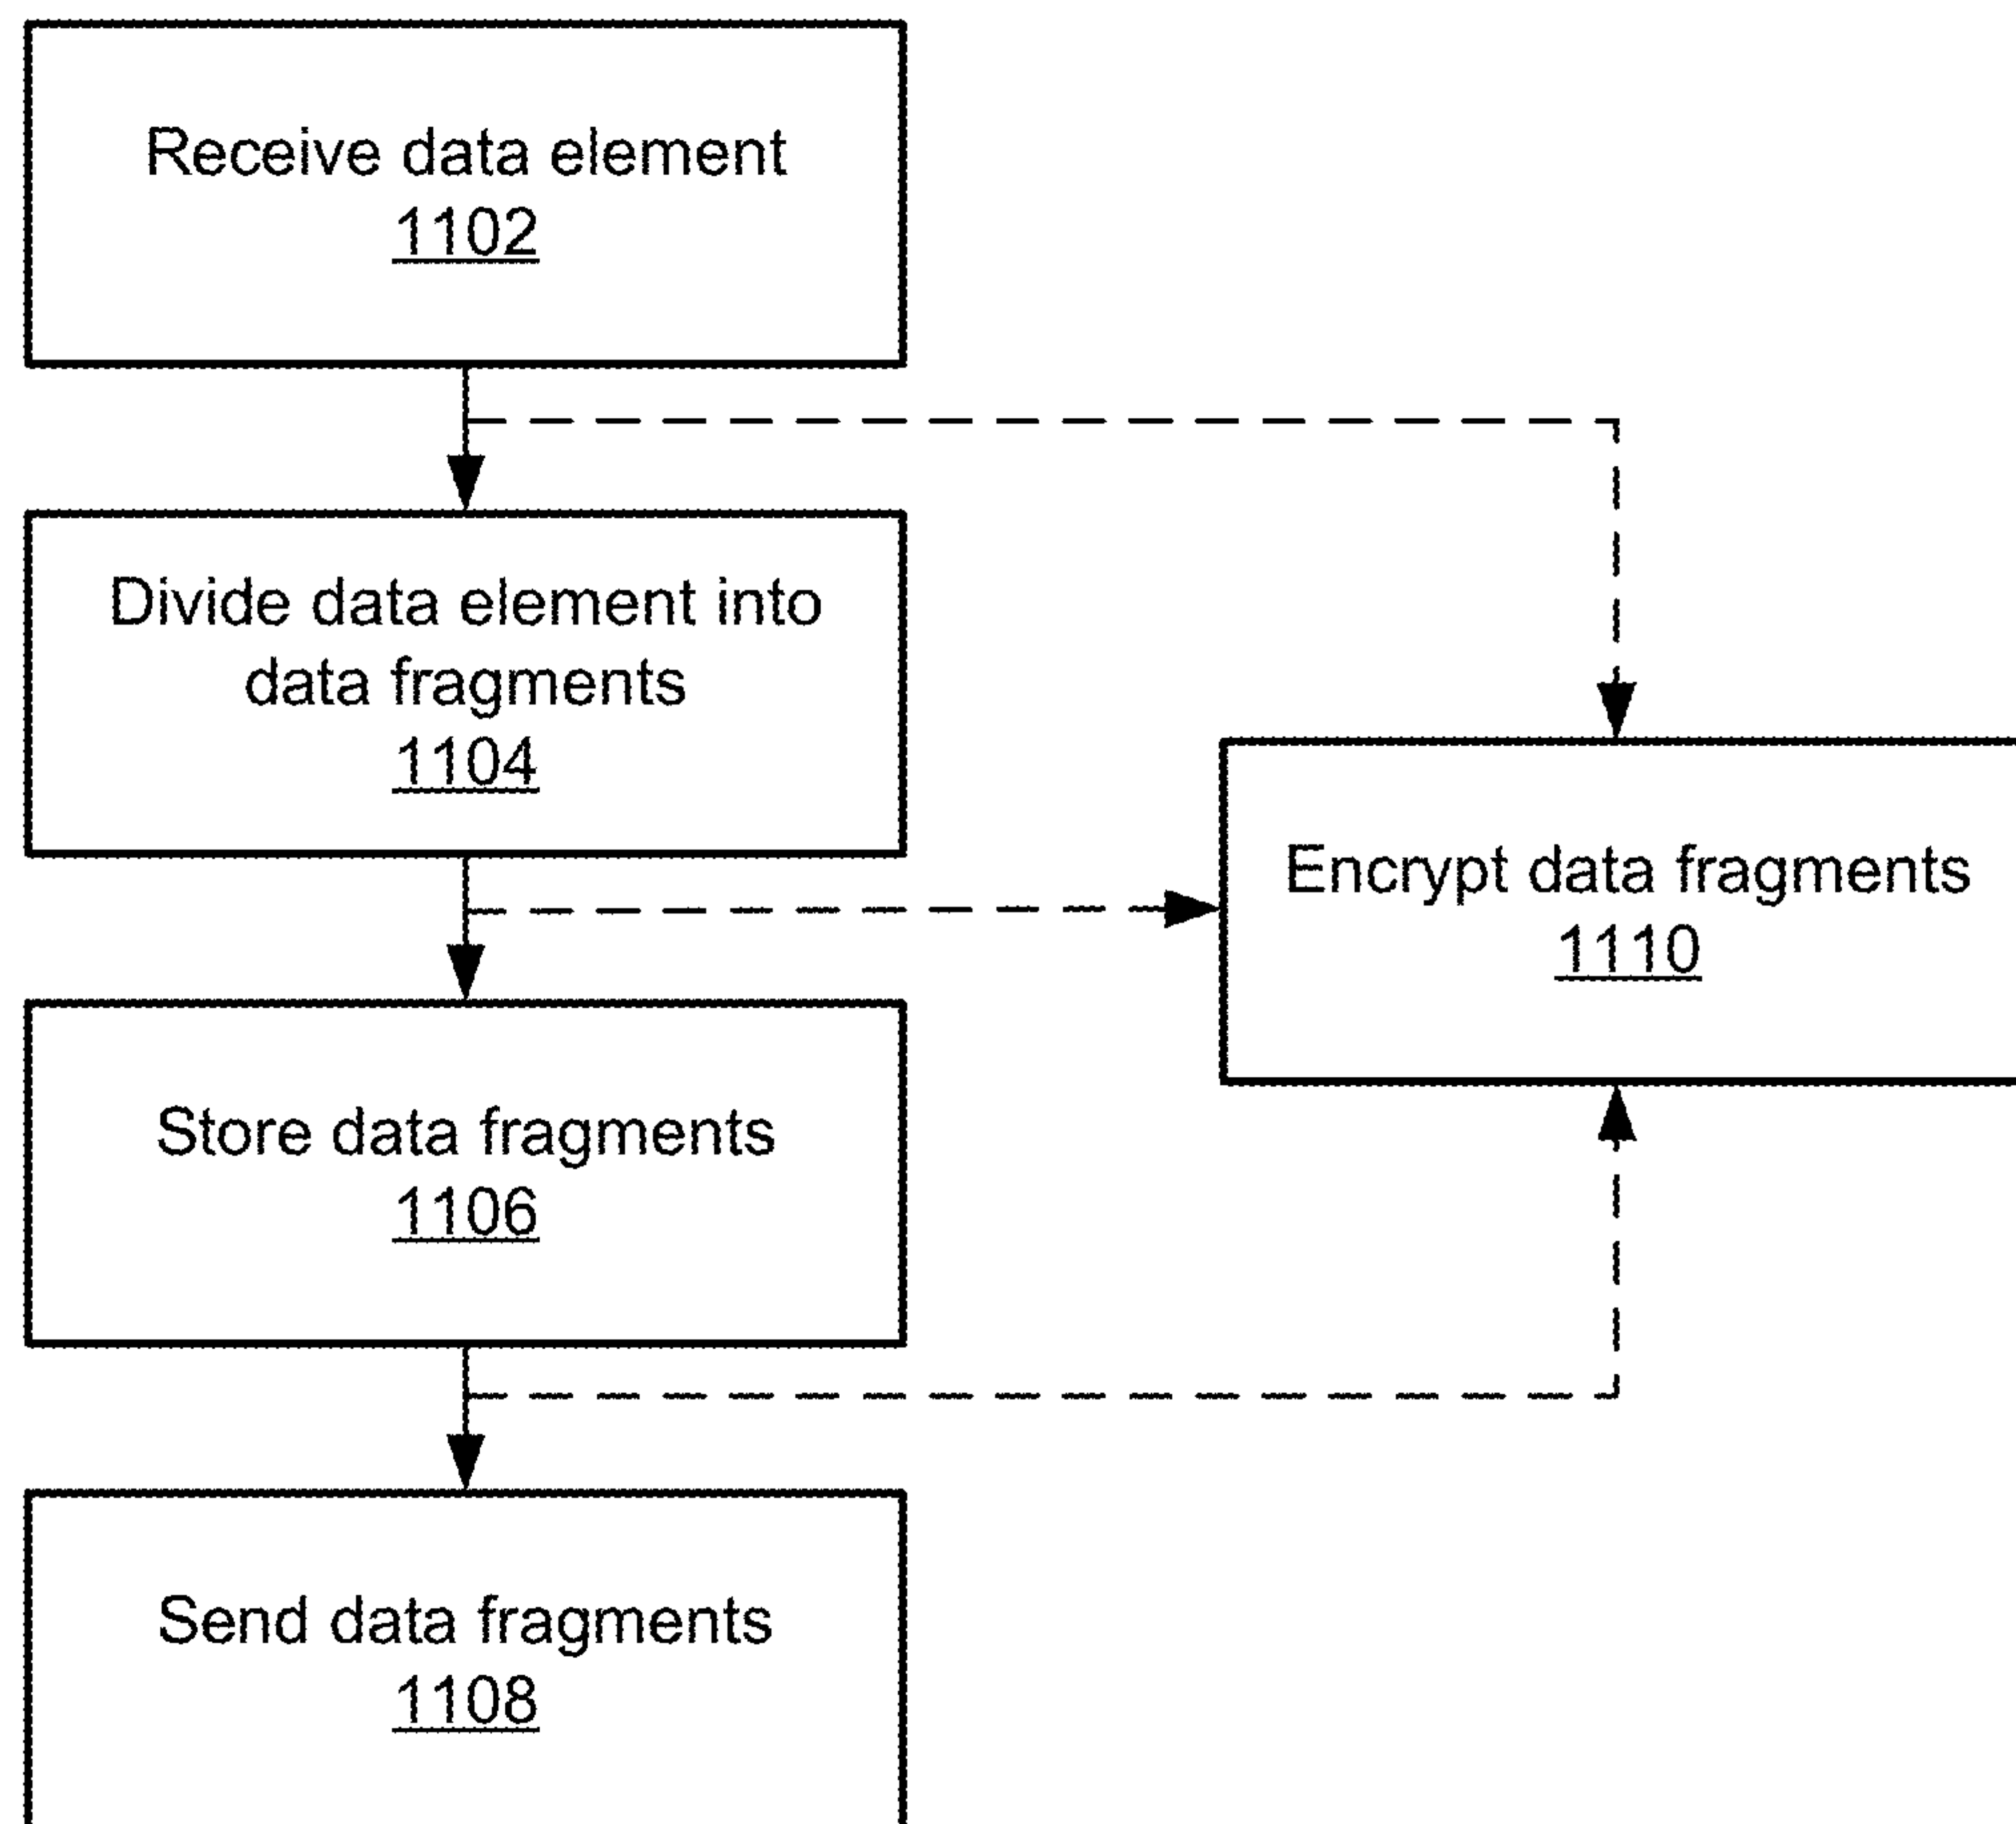 Receive data element
1102
Divide data element into
data fragments
1104
Encrypt data fragments
1110
Store data fragments
1106
Send data fragments
1108